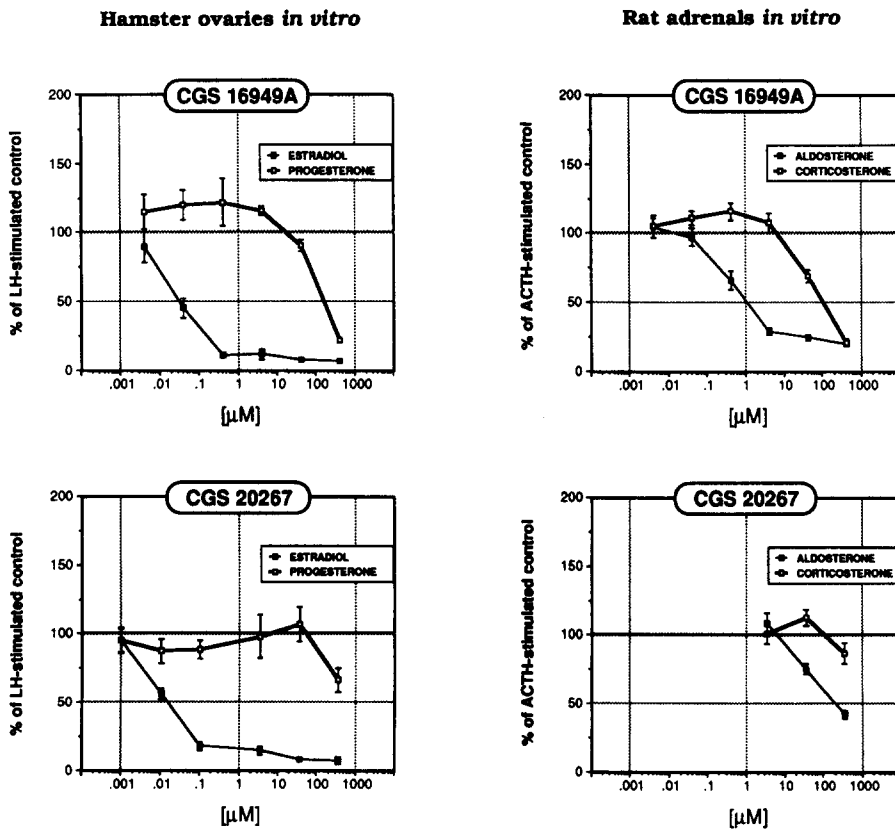 Hamster ovaries in vitro
Rat adrenals in vitro
CGS 16949A
200
150
100
50
0
% of LH-stimulated control
ESTRADIOL
PROGESTERONE
.001 .01 .1 1 10 100 1000
[µM]
CGS 16949A
200
150
100
50
0
% of ACTH-stimulated control
ALDOSTERONE
CORTICOSTERONE
.001 .01 .1 1 10 100 1000
[µM]
CGS 20267
200
150
100
50
0
% of LH-stimulated control
ESTRADIOL
PROGESTERONE
.001 .01 .1 1 10 100 1000
[µM]
CGS 20267
200
150
100
50
0
% of ACTH-stimulated control
ALDOSTERONE
CORTICOSTERONE
.001 .01 .1 1 10 100 1000
[µM]